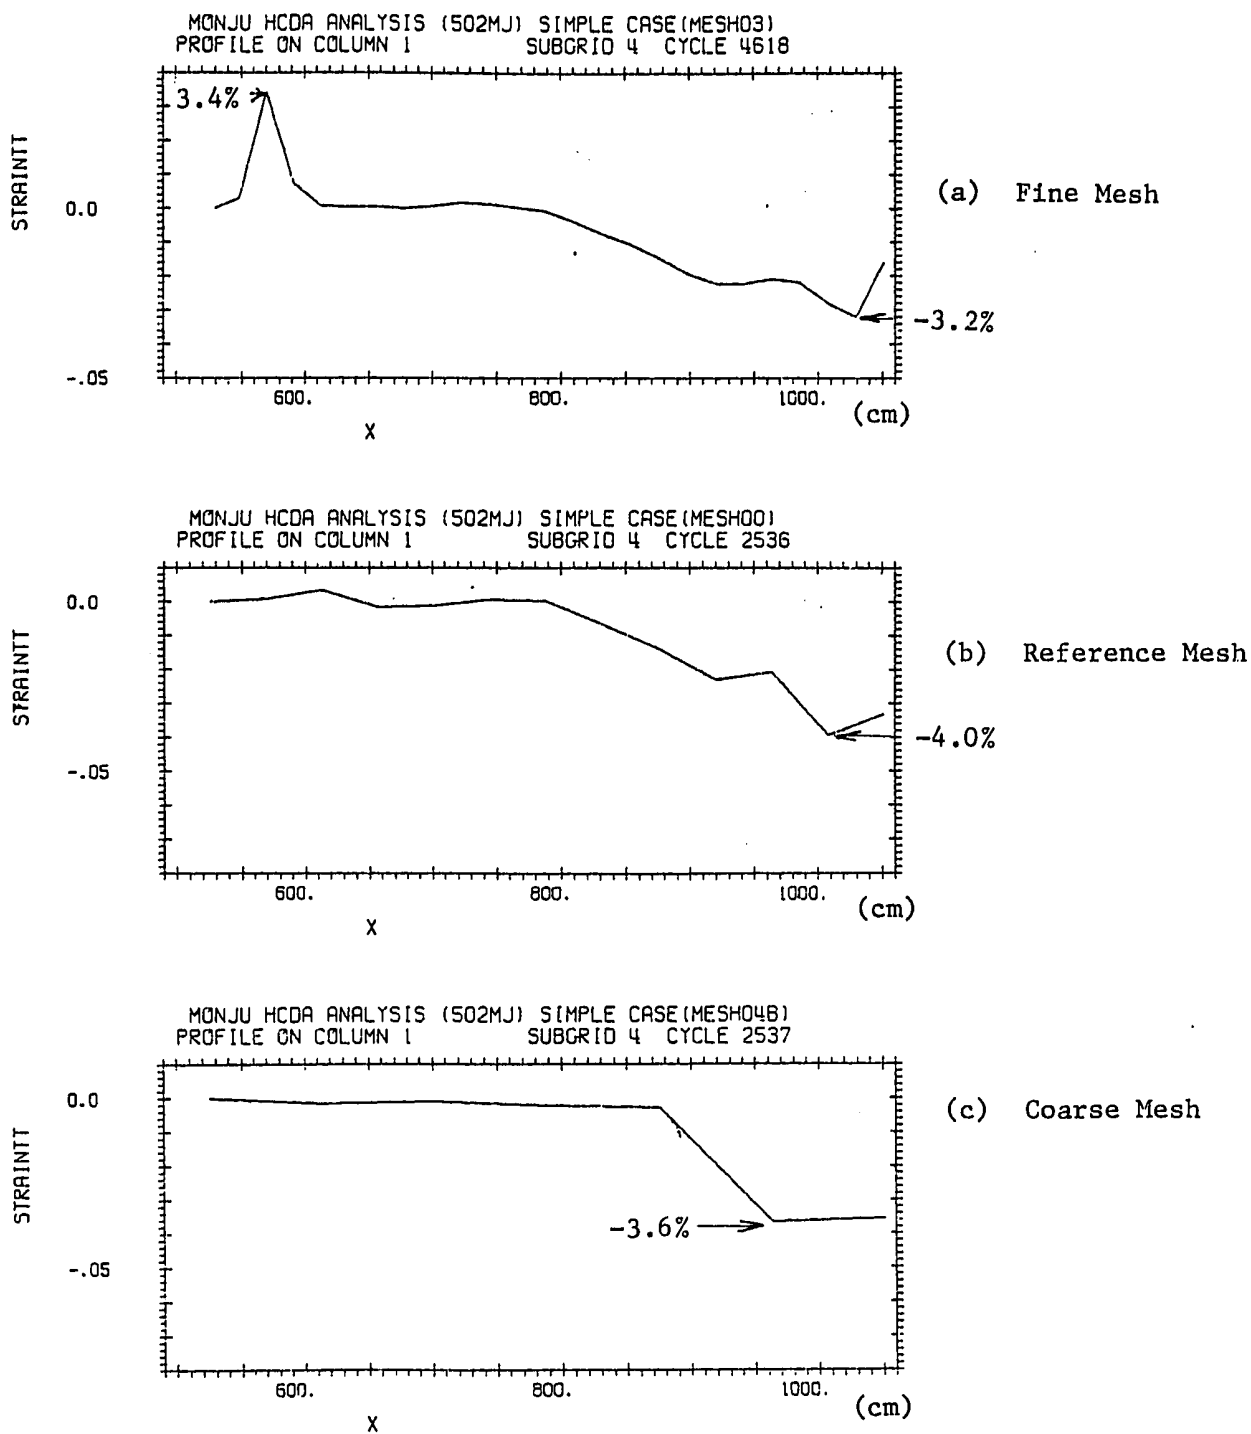 MONJU HCDA ANALYSIS (502MJ) SIMPLE CASE(MESH03)
PROFILE ON COLUMN 1 SUBGRID 4 CYCLE 4618
3.4%
STRAINTT
0.0
(a) Fine Mesh
-3.2%
-.05
600. 800. 1000. (cm)
X
MONJU HCDA ANALYSIS (502MJ) SIMPLE CASE(MESH00)
PROFILE ON COLUMN 1 SUBGRID 4 CYCLE 2536
0.0
STRAINTT
(b) Reference Mesh
-4.0%
-.05
600. 800. 1000. (cm)
X
MONJU HCDA ANALYSIS (502MJ) SIMPLE CASE(MESH04B)
PROFILE ON COLUMN 1 SUBGRID 4 CYCLE 2537
0.0
(c) Coarse Mesh
STRAINTT
-3.6%
-.05
600. 800. 1000. (cm)
X